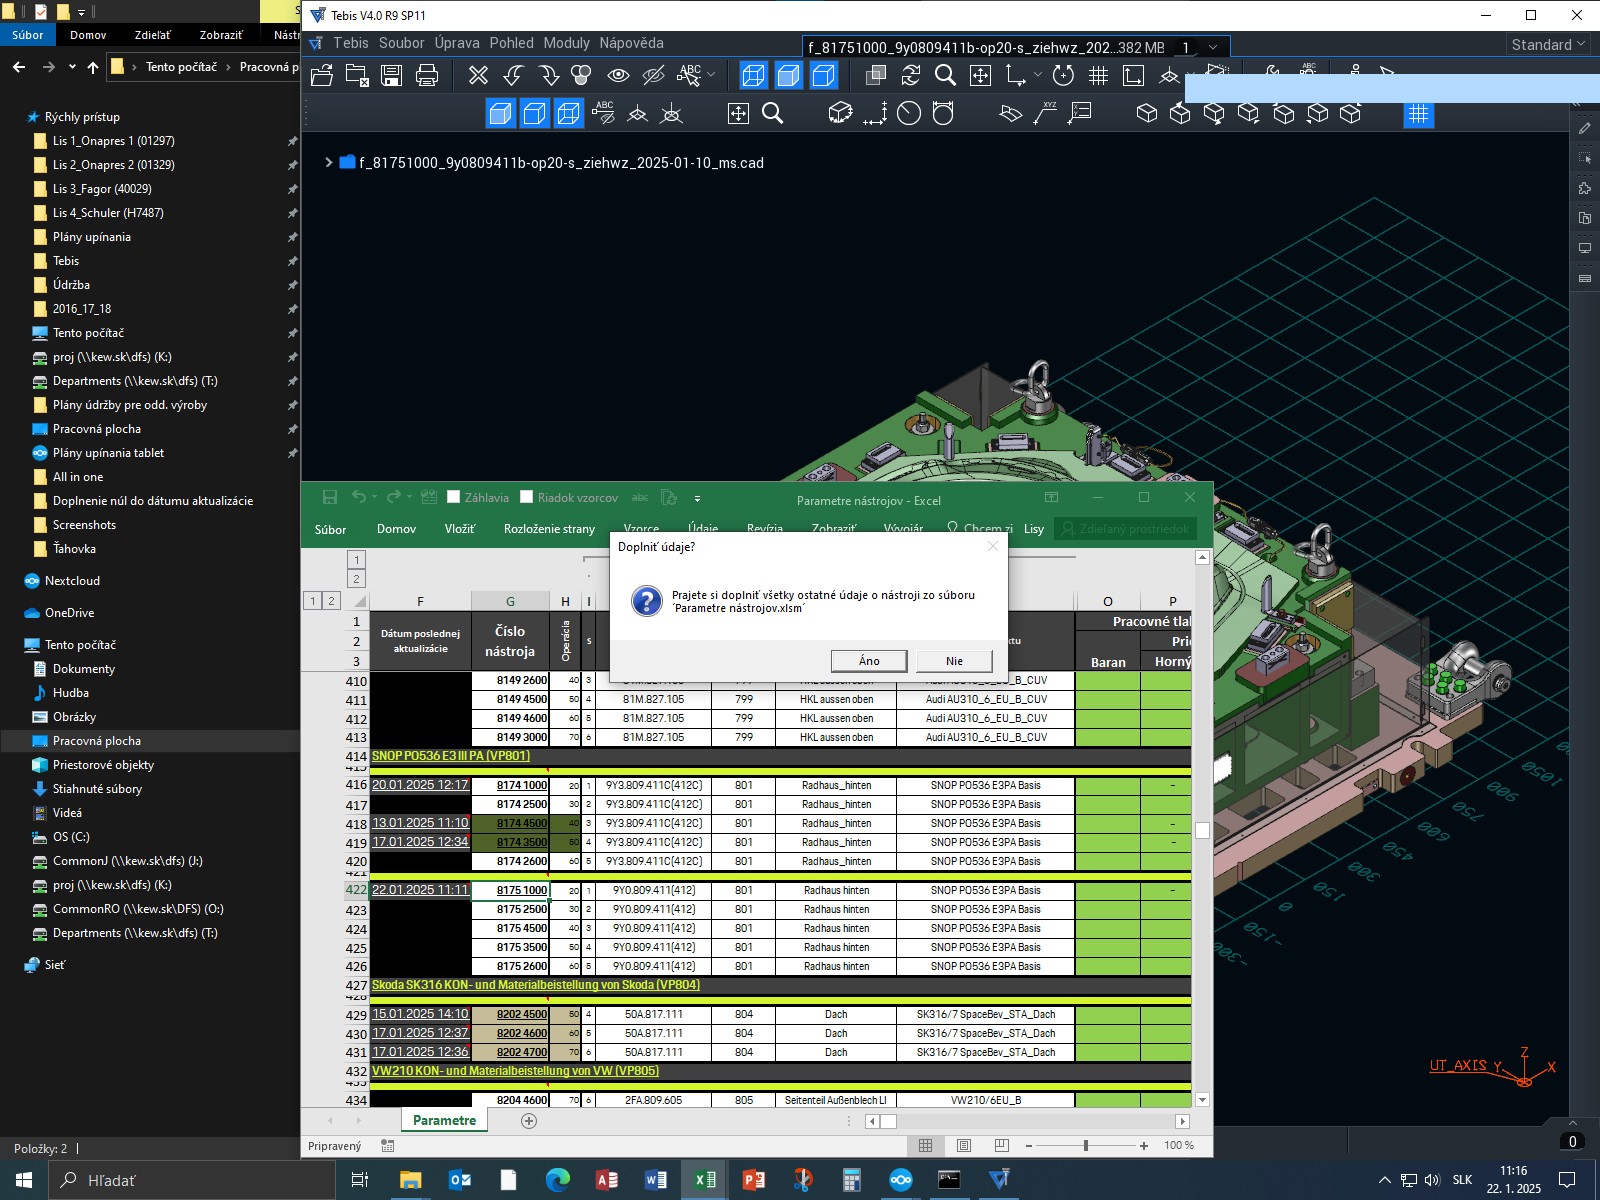 Tebis V4.0 R9 SP11
Súbor
Domov
Zdieľať
Zobraziť
Tento počítač
Pracovná p
Tebis Soubor Úprava Pohled Moduly Nápověda
f_81751000_9y0809411b-op20-s_ziehwz_202...382 MB 1
Standard
f_81751000_9y0809411b-op20-s_ziehwz_2025-01-10_ms.cad
Rýchly prístup
Lis 1_Onapres 1 (01297)
Lis 2_Onapres 2 (01329)
Lis 3_Fagor (40029)
Lis 4_Schuler (H7487)
Plány upínania
Tebis
Údržba
2016_17_18
Tento počítač
proj (\\kew.sk\dfs) (K:)
Departments (\\kew.sk\dfs) (T:)
Plány údržby pre odd. výroby
Pracovná plocha
Plány upínania tablet
All in one
Doplnenie núl do dátumu aktualizácie
Screenshots
Ťahovka
Nextcloud
OneDrive
Tento počítač
Dokumenty
Hudba
Obrázky
Pracovná plocha
Priestorové objekty
Stiahnuté súbory
Videá
OS (C:)
CommonJ (\\kew.sk\dfs) (J:)
proj (\\kew.sk\dfs) (K:)
CommonRO (\\kew.sk\DFS) (O:)
Departments (\\kew.sk\dfs) (T:)
Sieť
Položky: 2
Záhlavia
Riadok vzorcov
Parametre nástrojov - Excel
Súbor Domov Vložiť Rozloženie strany Vzorce Údaje Revízia Zobraziť Vývojár Chcem zi Lisy Zdieľaný prostriedok
Doplniť údaje?
Prajete si doplniť všetky ostatné údaje o nástroji zo súboru
´Parametre nástrojov.xlsm´
Áno
Nie
1
2
1 2
F G H I O P
1 Pracovné tlal
2 Dátum poslednej aktualizácie Číslo nástroja Operácia s ktu Pri
3 Baran Horný
410 8149 2600 40 3 81M.827.105 799 HKL aussen oben Audi AU310_6_EU_B_CUV
411 8149 4500 50 4 81M.827.105 799 HKL aussen oben Audi AU310_6_EU_B_CUV
412 8149 4600 60 5 81M.827.105 799 HKL aussen oben Audi AU310_6_EU_B_CUV
413 8149 3000 70 6 81M.827.105 799 HKL aussen oben Audi AU310_6_EU_B_CUV
414 SNOP PO536 E3 III PA (VP801)
416 20.01.2025 12:17 8174 1000 20 1 9Y3.809.411C(412C) 801 Radhaus_hinten SNOP PO536 E3PA Basis -
417 8174 2500 30 2 9Y3.809.411C(412C) 801 Radhaus_hinten SNOP PO536 E3PA Basis
418 13.01.2025 11:10 8174 4500 40 3 9Y3.809.411C(412C) 801 Radhaus_hinten SNOP PO536 E3PA Basis -
419 17.01.2025 12:34 8174 3500 50 4 9Y3.809.411C(412C) 801 Radhaus_hinten SNOP PO536 E3PA Basis -
420 8174 2600 60 5 9Y3.809.411C(412C) 801 Radhaus_hinten SNOP PO536 E3PA Basis
422 22.01.2025 11:11 8175 1000 20 1 9Y0.809.411(412) 801 Radhaus hinten SNOP PO536 E3PA Basis -
423 8175 2500 30 2 9Y0.809.411(412) 801 Radhaus hinten SNOP PO536 E3PA Basis
424 8175 4500 40 3 9Y0.809.411(412) 801 Radhaus hinten SNOP PO536 E3PA Basis
425 8175 3500 50 4 9Y0.809.411(412) 801 Radhaus hinten SNOP PO536 E3PA Basis
426 8175 2600 60 5 9Y0.809.411(412) 801 Radhaus hinten SNOP PO536 E3PA Basis
427 Skoda SK316 KON- und Materialbeistellung von Skoda (VP804)
429 15.01.2025 14:10 8202 4500 50 4 50A.817.111 804 Dach SK316/7 SpaceBev_STA_Dach
430 17.01.2025 12:37 8202 4600 60 5 50A.817.111 804 Dach SK316/7 SpaceBev_STA_Dach
431 17.01.2025 12:36 8202 4700 70 6 50A.817.111 804 Dach SK316/7 SpaceBev_STA_Dach
432 VW210 KON- und Materialbeistellung von VW (VP805)
434 8204 4600 70 6 2FA.809.605 805 Seitenteil Außenblech LI VW210/6EU_B
Parametre
Pripravený
100 %
1050
900
750
600
450
300
150
0
-150
-300
UT_AXIS Y Z X
0
Hľadať
SLK
11:16
22. 1. 2025